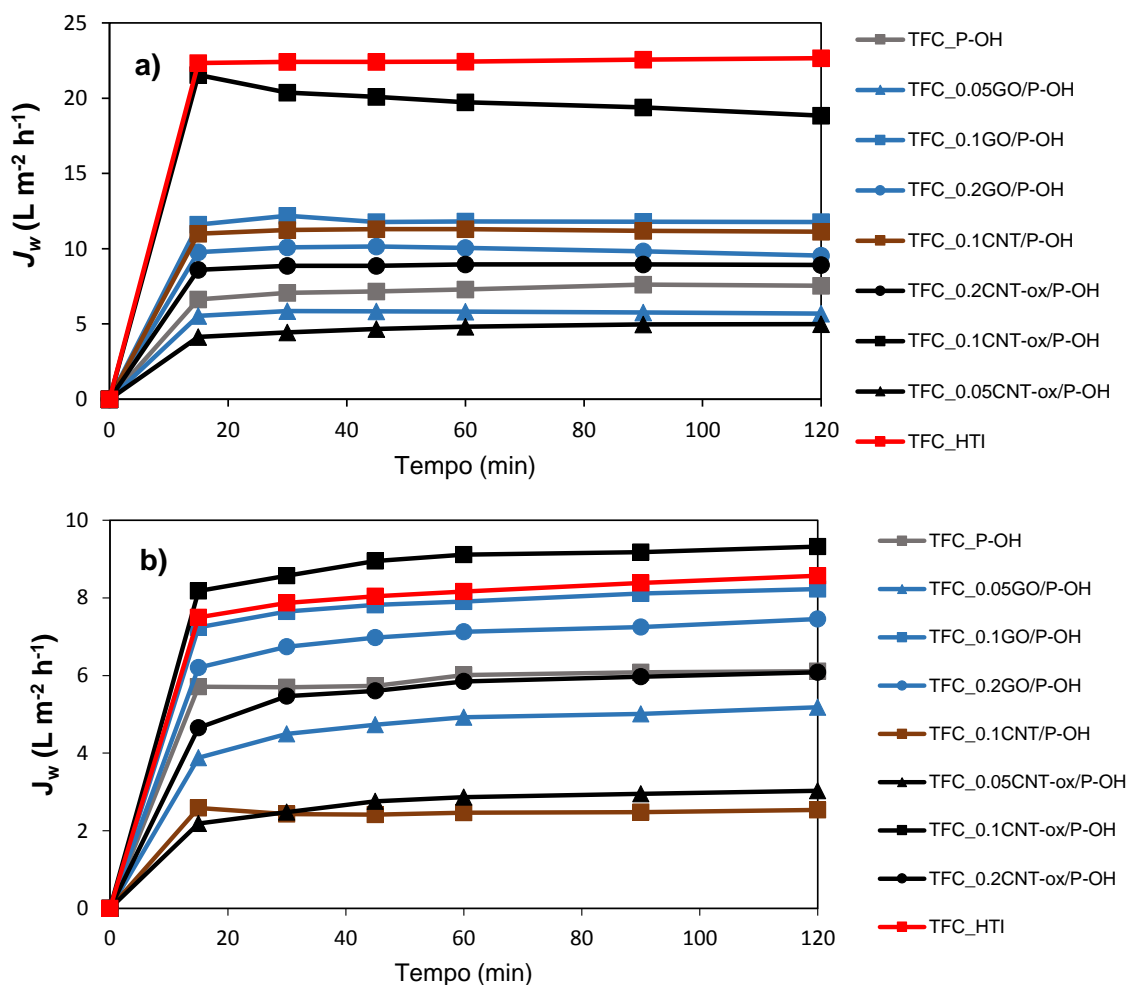 25
20
15
10
5
0
a)
J_w (L m⁻² h⁻¹)
0 20 40 60 80 100 120
Tempo (min)
TFC_P-OH
TFC_0.05GO/P-OH
TFC_0.1GO/P-OH
TFC_0.2GO/P-OH
TFC_0.1CNT/P-OH
TFC_0.2CNT-ox/P-OH
TFC_0.1CNT-ox/P-OH
TFC_0.05CNT-ox/P-OH
TFC_HTI
10
8
6
4
2
0
b)
J_w (L m⁻² h⁻¹)
0 20 40 60 80 100 120
Tempo (min)
TFC_P-OH
TFC_0.05GO/P-OH
TFC_0.1GO/P-OH
TFC_0.2GO/P-OH
TFC_0.1CNT/P-OH
TFC_0.05CNT-ox/P-OH
TFC_0.1CNT-ox/P-OH
TFC_0.2CNT-ox/P-OH
TFC_HTI